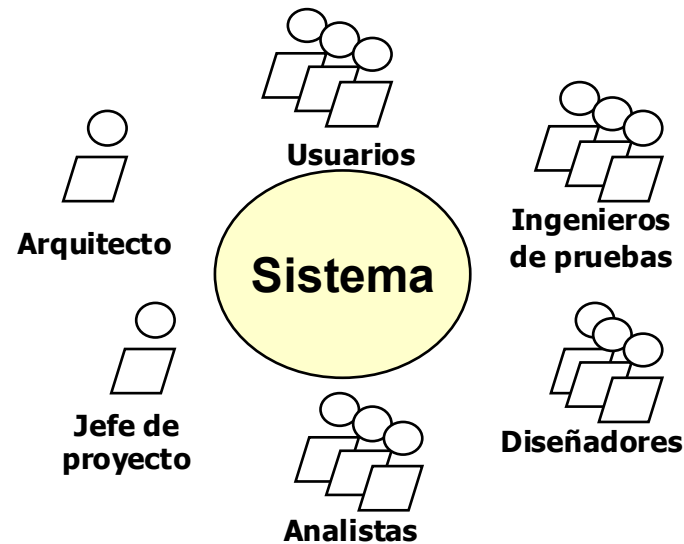 Usuarios
Arquitecto
Ingenieros
de pruebas
Sistema
Jefe de
proyecto
Diseñadores
Analistas